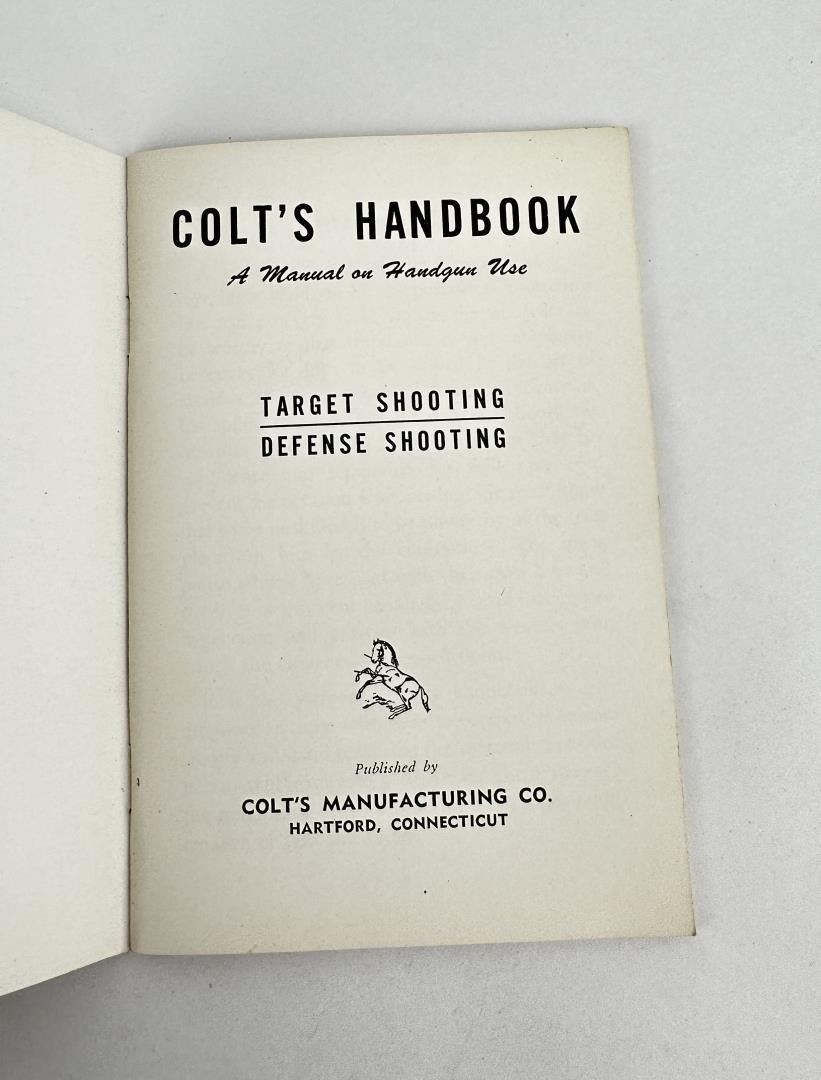 COLT'S HANDBOOK
A Manual on Handgun Use
TARGET SHOOTING
DEFENSE SHOOTING
Published by
COLT'S MANUFACTURING CO.
HARTFORD, CONNECTICUT